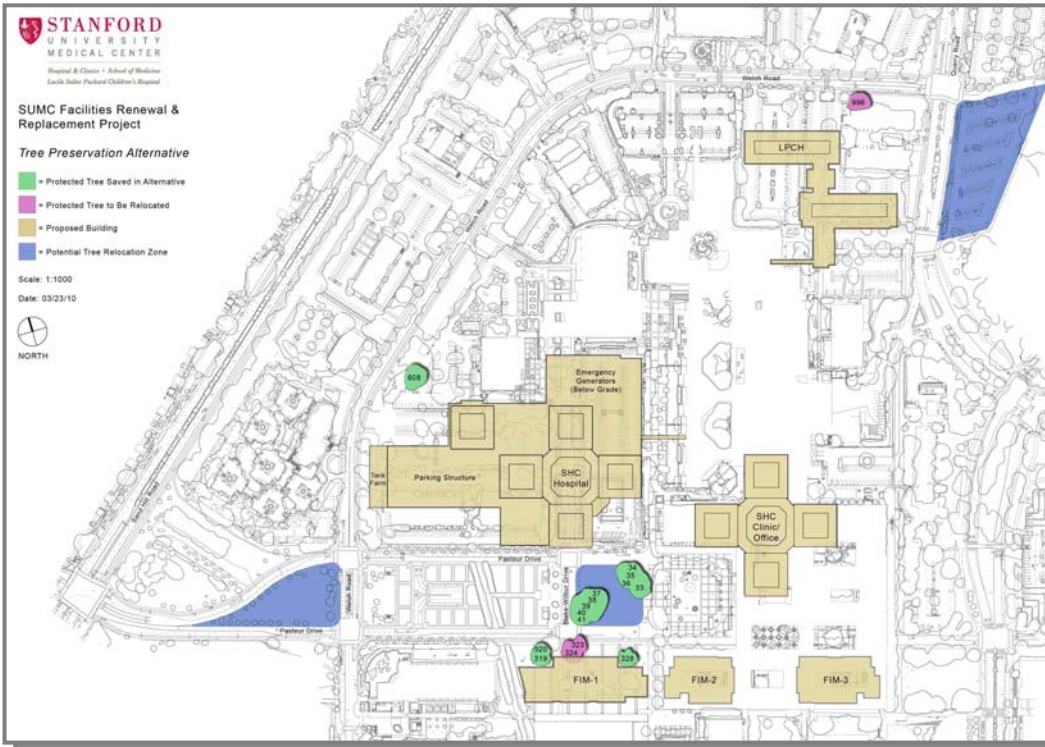 STANFORD
UNIVERSITY
MEDICAL CENTER
Hospital & Clinics • School of Medicine
Lucile Salter Packard Children's Hospital
SUMC Facilities Renewal &
Replacement Project
Tree Preservation Alternative
= Protected Tree Saved in Alternative
= Protected Tree to Be Relocated
= Proposed Building
= Potential Tree Relocation Zone
Scale: 1:1000
Date: 03/23/10
NORTH
Welch Road
Quarry Road
996
LPCH
Welch Road
608
Emergency
Generators
(Below Grade)
Tank
Farm
Parking Structure
SHC
Hospital
SHC
Clinic/
Office
Sand Hill Road
Pasteur Drive
Welch Road
Pasteur Drive
Blake-Wilbur Drive
34
35
36
33
37
38
39
40
41
323
324
320
319
328
FIM-1
FIM-2
FIM-3